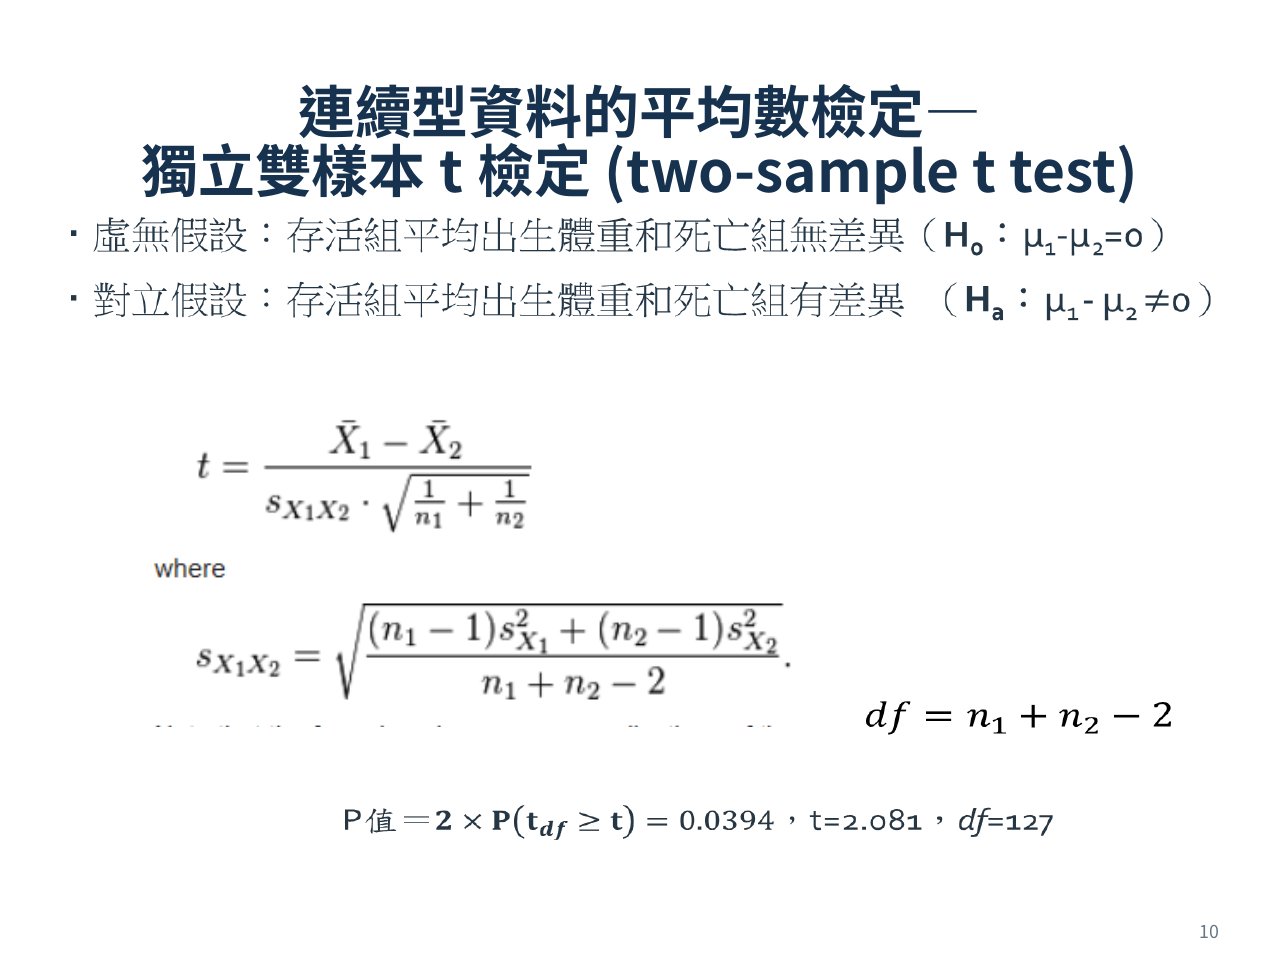 連續型資料的平均數檢定—
獨立雙樣本 t 檢定 (two-sample t test)
▪ 虛無假設：存活組平均出生體重和死亡組無差異（H₀：μ₁-μ₂=0）
▪ 對立假設：存活組平均出生體重和死亡組有差異 （Hₐ：μ₁- μ₂ ≠0）
t = (X̄₁ − X̄₂) / (s_{X₁X₂} · √(1/n₁ + 1/n₂))
where
s_{X₁X₂} = √(((n₁ − 1)s²_{X₁} + (n₂ − 1)s²_{X₂}) / (n₁ + n₂ − 2)).
df = n₁ + n₂ − 2
P值＝2 × P(t_{df} ≥ t) = 0.0394，t=2.081，df=127
10